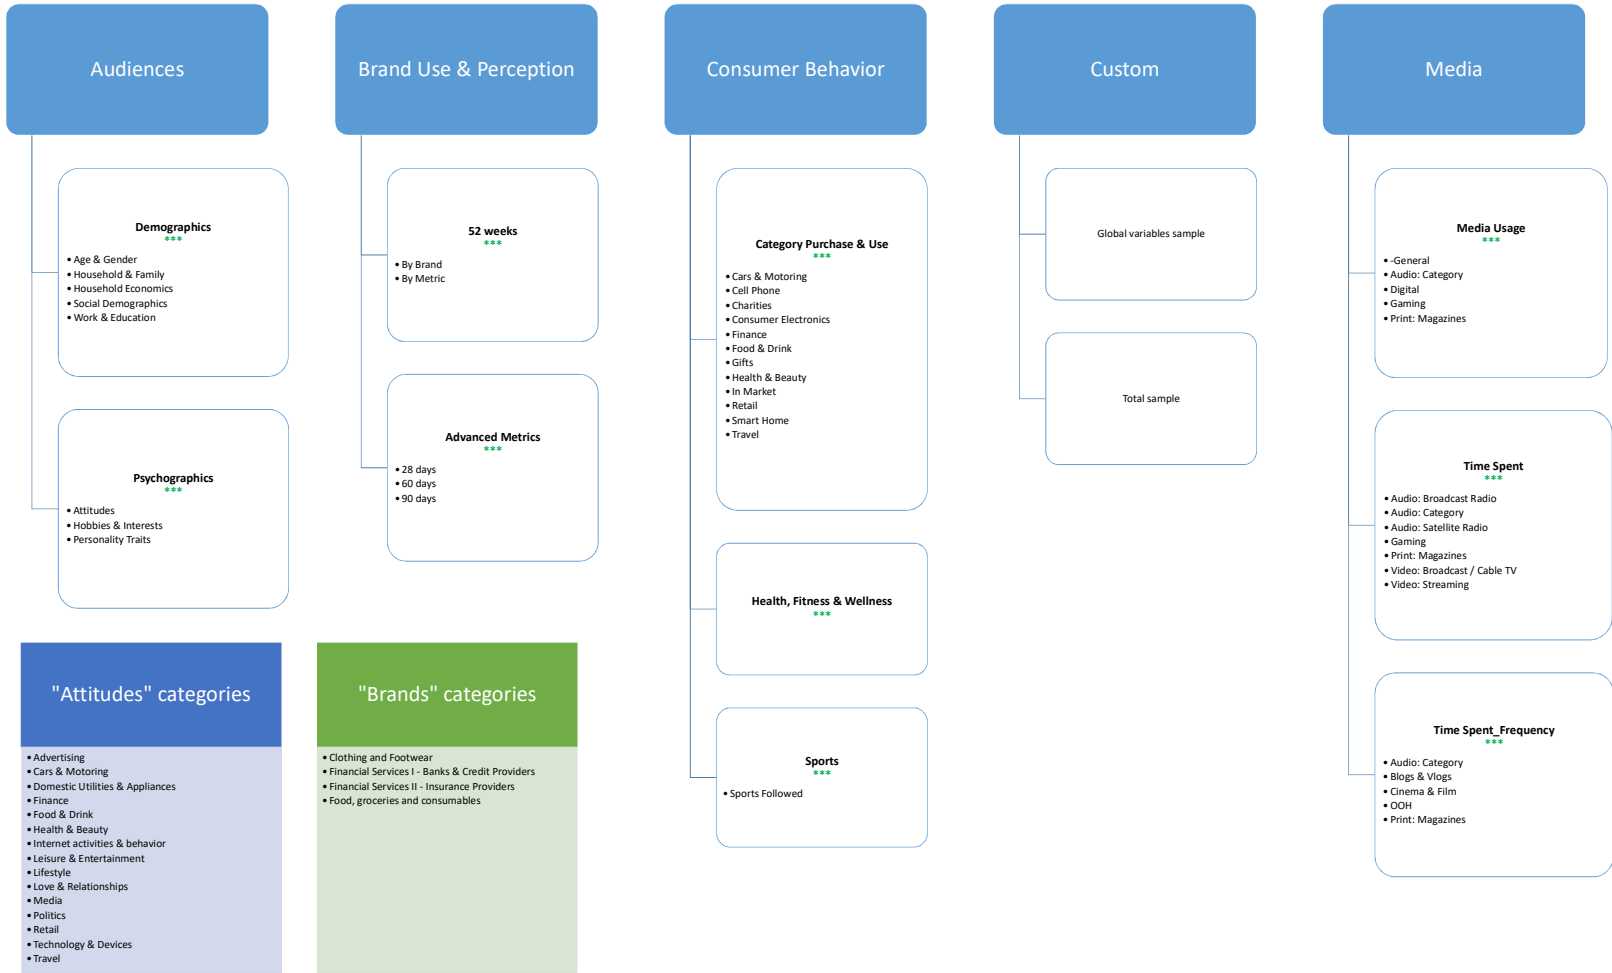 Audiences
Demographics
***
• Age & Gender
• Household & Family
• Household Economics
• Social Demographics
• Work & Education
Psychographics
***
• Attitudes
• Hobbies & Interests
• Personality Traits
Brand Use & Perception
52 weeks
***
• By Brand
• By Metric
Advanced Metrics
***
• 28 days
• 60 days
• 90 days
Consumer Behavior
Category Purchase & Use
***
• Cars & Motoring
• Cell Phone
• Charities
• Consumer Electronics
• Finance
• Food & Drink
• Gifts
• Health & Beauty
• In Market
• Retail
• Smart Home
• Travel
Health, Fitness & Wellness
***
Sports
***
• Sports Followed
Custom
Global variables sample
Total sample
Media
Media Usage
***
• -General
• Audio: Category
• Digital
• Gaming
• Print: Magazines
Time Spent
***
• Audio: Broadcast Radio
• Audio: Category
• Audio: Satellite Radio
• Gaming
• Print: Magazines
• Video: Broadcast / Cable TV
• Video: Streaming
Time Spent_Frequency
***
• Audio: Category
• Blogs & Vlogs
• Cinema & Film
• OOH
• Print: Magazines
"Attitudes" categories
• Advertising
• Cars & Motoring
• Domestic Utilities & Appliances
• Finance
• Food & Drink
• Health & Beauty
• Internet activities & behavior
• Leisure & Entertainment
• Lifestyle
• Love & Relationships
• Media
• Politics
• Retail
• Technology & Devices
• Travel
"Brands" categories
• Clothing and Footwear
• Financial Services I - Banks & Credit Providers
• Financial Services II - Insurance Providers
• Food, groceries and consumables